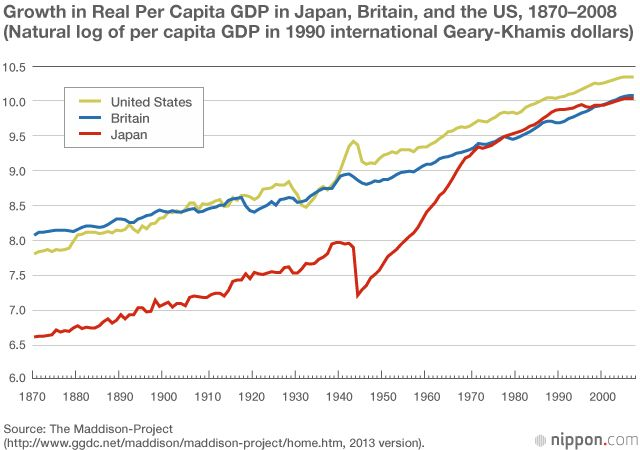 Growth in Real Per Capita GDP in Japan, Britain, and the US, 1870–2008
(Natural log of per capita GDP in 1990 international Geary-Khamis dollars)
10.5
10.0
9.5
9.0
8.5
8.0
7.5
7.0
6.5
6.0
United States
Britain
Japan
1870 1880 1890 1900 1910 1920 1930 1940 1950 1960 1970 1980 1990 2000
Source: The Maddison-Project
(http://www.ggdc.net/maddison/maddison-project/home.htm, 2013 version).
nippon.com